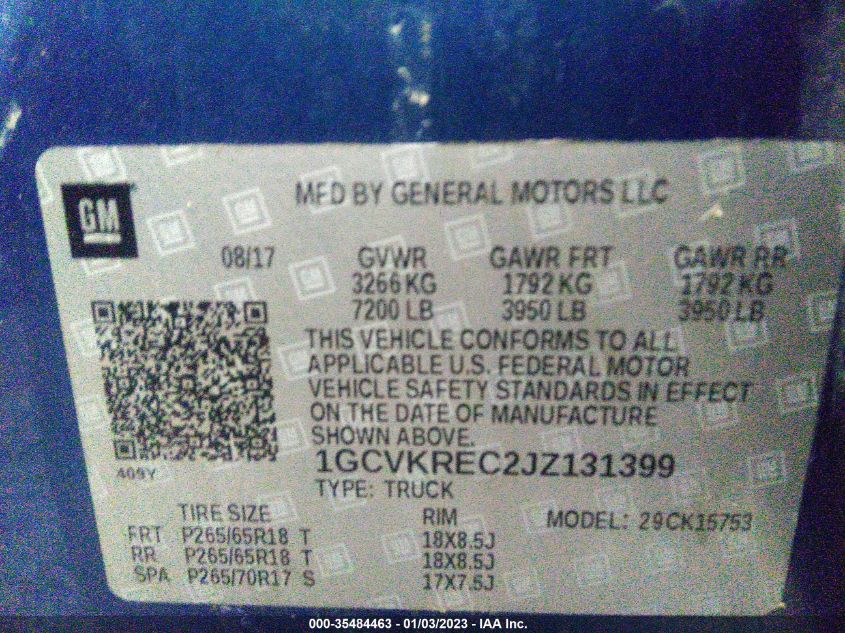 GM
MFD BY GENERAL MOTORS LLC
08/17 GVWR GAWR FRT GAWR RR
3266 KG 1792 KG 1792 KG
7200 LB 3950 LB 3950 LB
THIS VEHICLE CONFORMS TO ALL
APPLICABLE U.S. FEDERAL MOTOR
VEHICLE SAFETY STANDARDS IN EFFECT
ON THE DATE OF MANUFACTURE
SHOWN ABOVE.
409Y
1GCVKREC2JZ131399
TYPE: TRUCK
TIRE SIZE RIM MODEL: 29CK15753
FRT P265/65R18 T 18X8.5J
RR P265/65R18 T 18X8.5J
SPA P265/70R17 S 17X7.5J
000-35484463 - 01/03/2023 - IAA Inc.